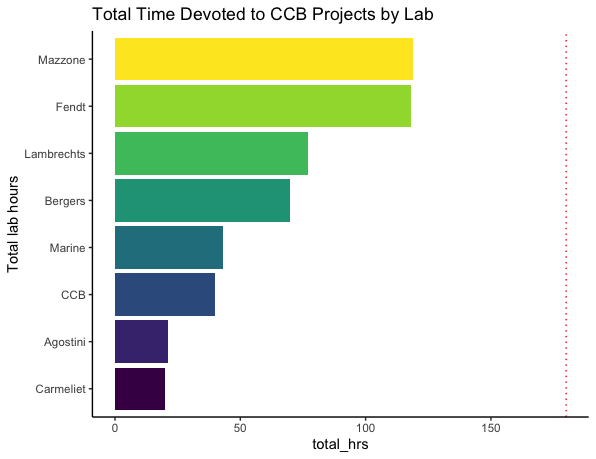 Total Time Devoted to CCB Projects by Lab
Total lab hours
Mazzone
Fendt
Lambrechts
Bergers
Marine
CCB
Agostini
Carmeliet
0 50 100 150
total_hrs